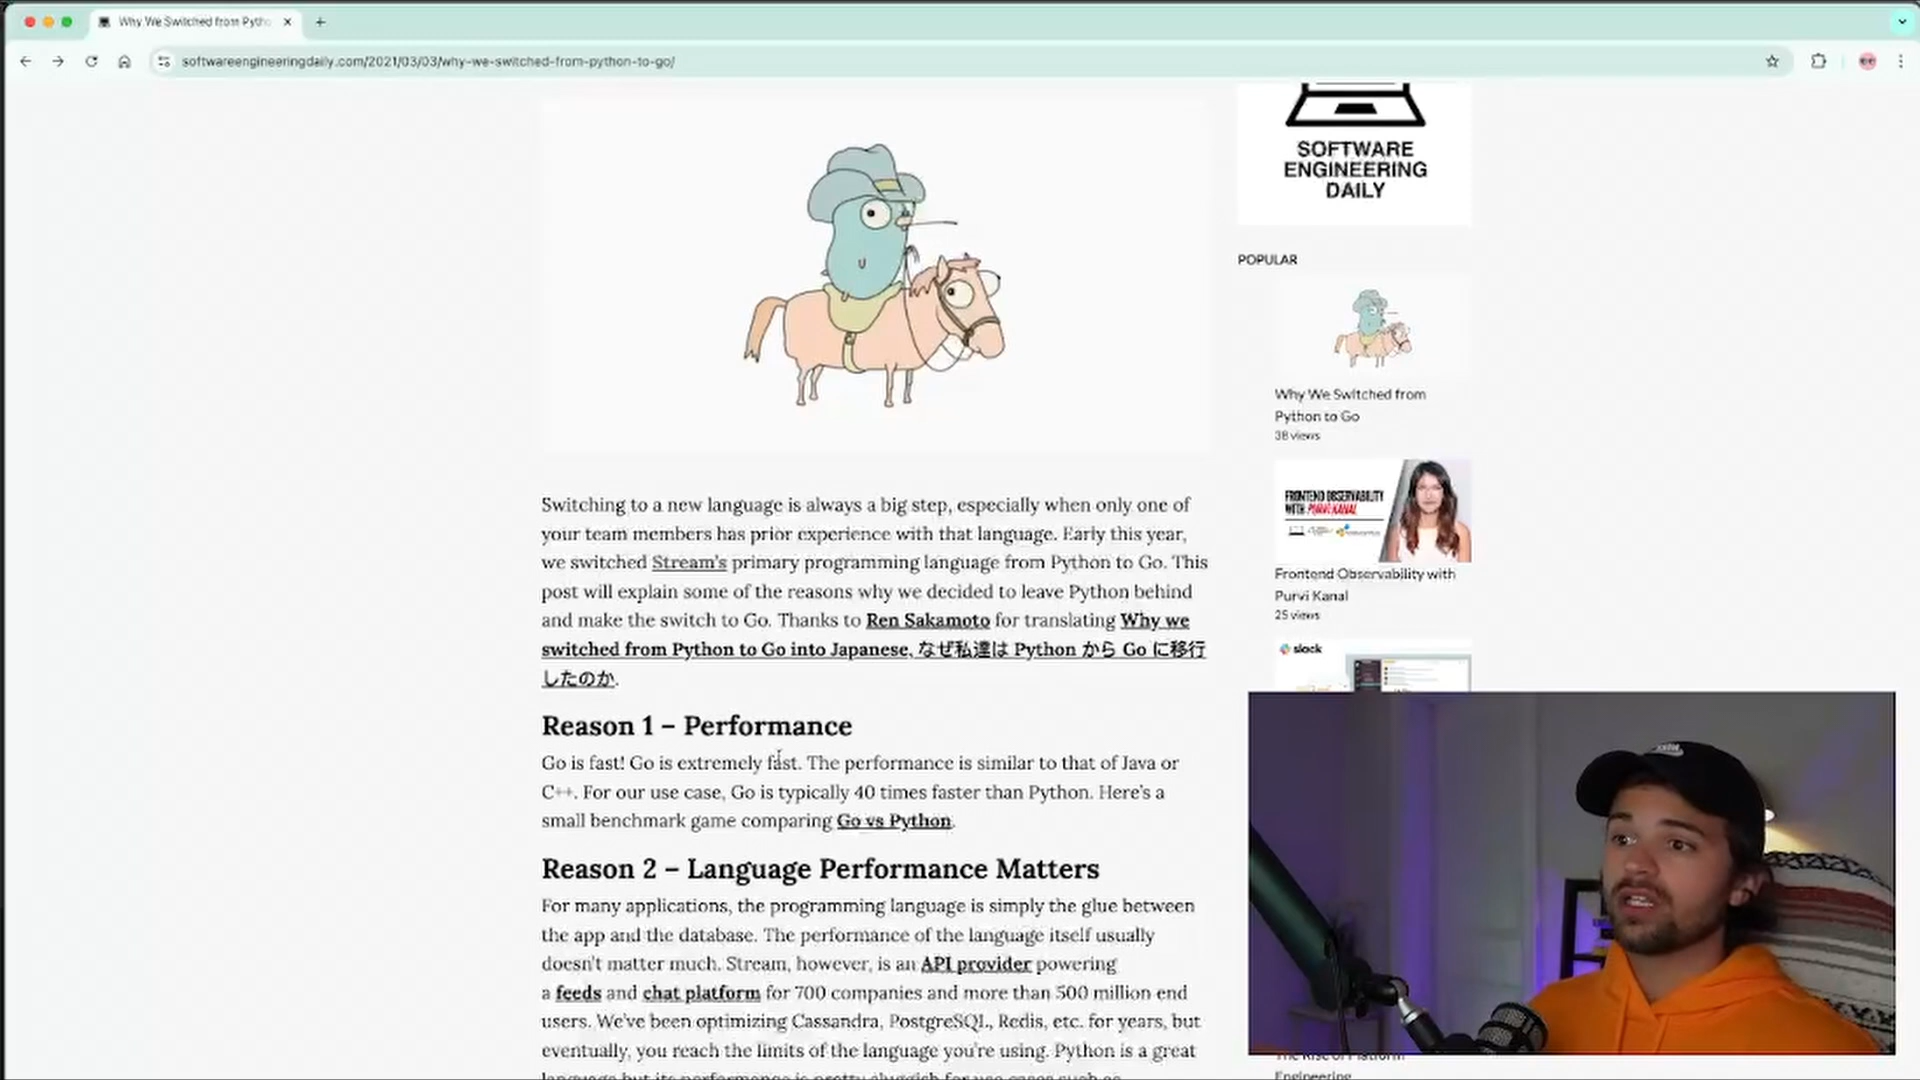 Why We Switched from Pytho
softwareengineeringdaily.com/2021/03/03/why-we-switched-from-python-to-go/
SOFTWARE
ENGINEERING
DAILY
POPULAR
Why We Switched from
Python to Go
38 views
FRONTEND OBSERVABILITY
WITH PURVI KANAL
Frontend Observability with
Purvi Kanal
25 views
slack
Switching to a new language is always a big step, especially when only one of
your team members has prior experience with that language. Early this year,
we switched Stream's primary programming language from Python to Go. This
post will explain some of the reasons why we decided to leave Python behind
and make the switch to Go. Thanks to Ren Sakamoto for translating Why we
switched from Python to Go into Japanese, なぜ私達は Python から Go に移行
したのか.
Reason 1 – Performance
Go is fast! Go is extremely fast. The performance is similar to that of Java or
C++. For our use case, Go is typically 40 times faster than Python. Here's a
small benchmark game comparing Go vs Python.
Reason 2 – Language Performance Matters
For many applications, the programming language is simply the glue between
the app and the database. The performance of the language itself usually
doesn't matter much. Stream, however, is an API provider powering
a feeds and chat platform for 700 companies and more than 500 million end
users. We've been optimizing Cassandra, PostgreSQL, Redis, etc. for years, but
eventually, you reach the limits of the language you're using. Python is a great
language but its performance is pretty sluggish for use cases such as
The Rise of Platform
Engineering